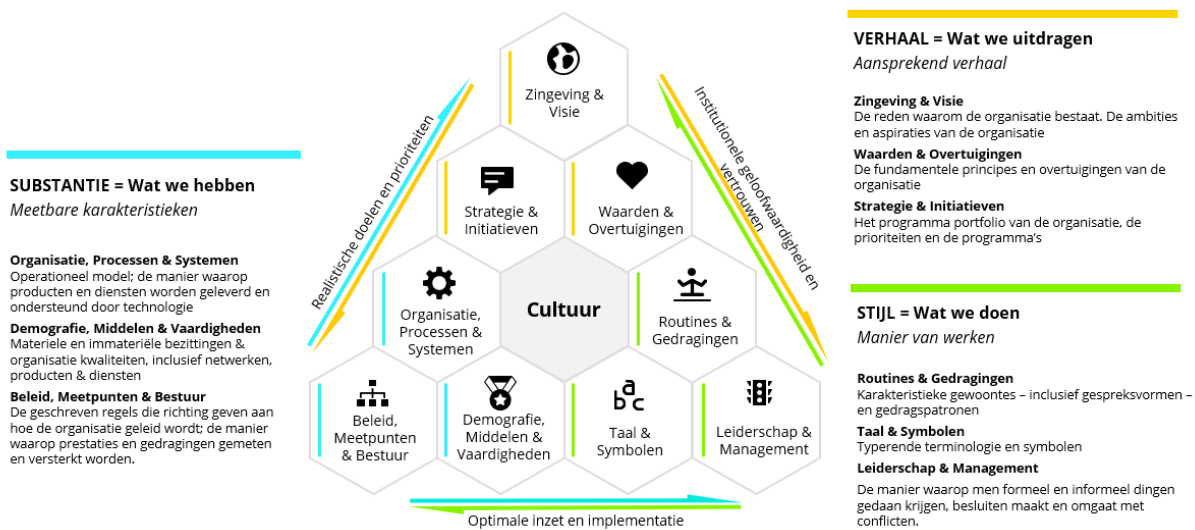 SUBSTANTIE = Wat we hebben
Meetbare karakteristieken
Organisatie, Processen & Systemen
Operationeel model; de manier waarop
producten en diensten worden geleverd en
ondersteund door technologie
Demografie, Middelen & Vaardigheden
Materiele en immateriële bezittingen &
organisatie kwaliteiten, inclusief netwerken,
producten & diensten
Beleid, Meetpunten & Bestuur
De geschreven regels die richting geven aan
hoe de organisatie geleid wordt; de manier
waarop prestaties en gedragingen gemeten
en versterkt worden.
Realistische doelen en prioriteiten
Zingeving &
Visie
Strategie &
Initiatieven
Waarden &
Overtuigingen
Organisatie,
Processen &
Systemen
Cultuur
Routines &
Gedragingen
Beleid,
Meetpunten
& Bestuur
Demografie,
Middelen &
Vaardigheden
a
b c
Taal &
Symbolen
Leiderschap &
Management
Institutionele geloofwaardigheid en
vertrouwen
Optimale inzet en implementatie
VERHAAL = Wat we uitdragen
Aansprekend verhaal
Zingeving & Visie
De reden waarom de organisatie bestaat. De ambities
en aspiraties van de organisatie
Waarden & Overtuigingen
De fundamentele principes en overtuigingen van de
organisatie
Strategie & Initiatieven
Het programma portfolio van de organisatie, de
prioriteiten en de programma's
STIJL = Wat we doen
Manier van werken
Routines & Gedragingen
Karakteristieke gewoontes – inclusief gespreksvormen –
en gedragspatronen
Taal & Symbolen
Typerende terminologie en symbolen
Leiderschap & Management
De manier waarop men formeel en informeel dingen
gedaan krijgen, besluiten maakt en omgaat met
conflicten.